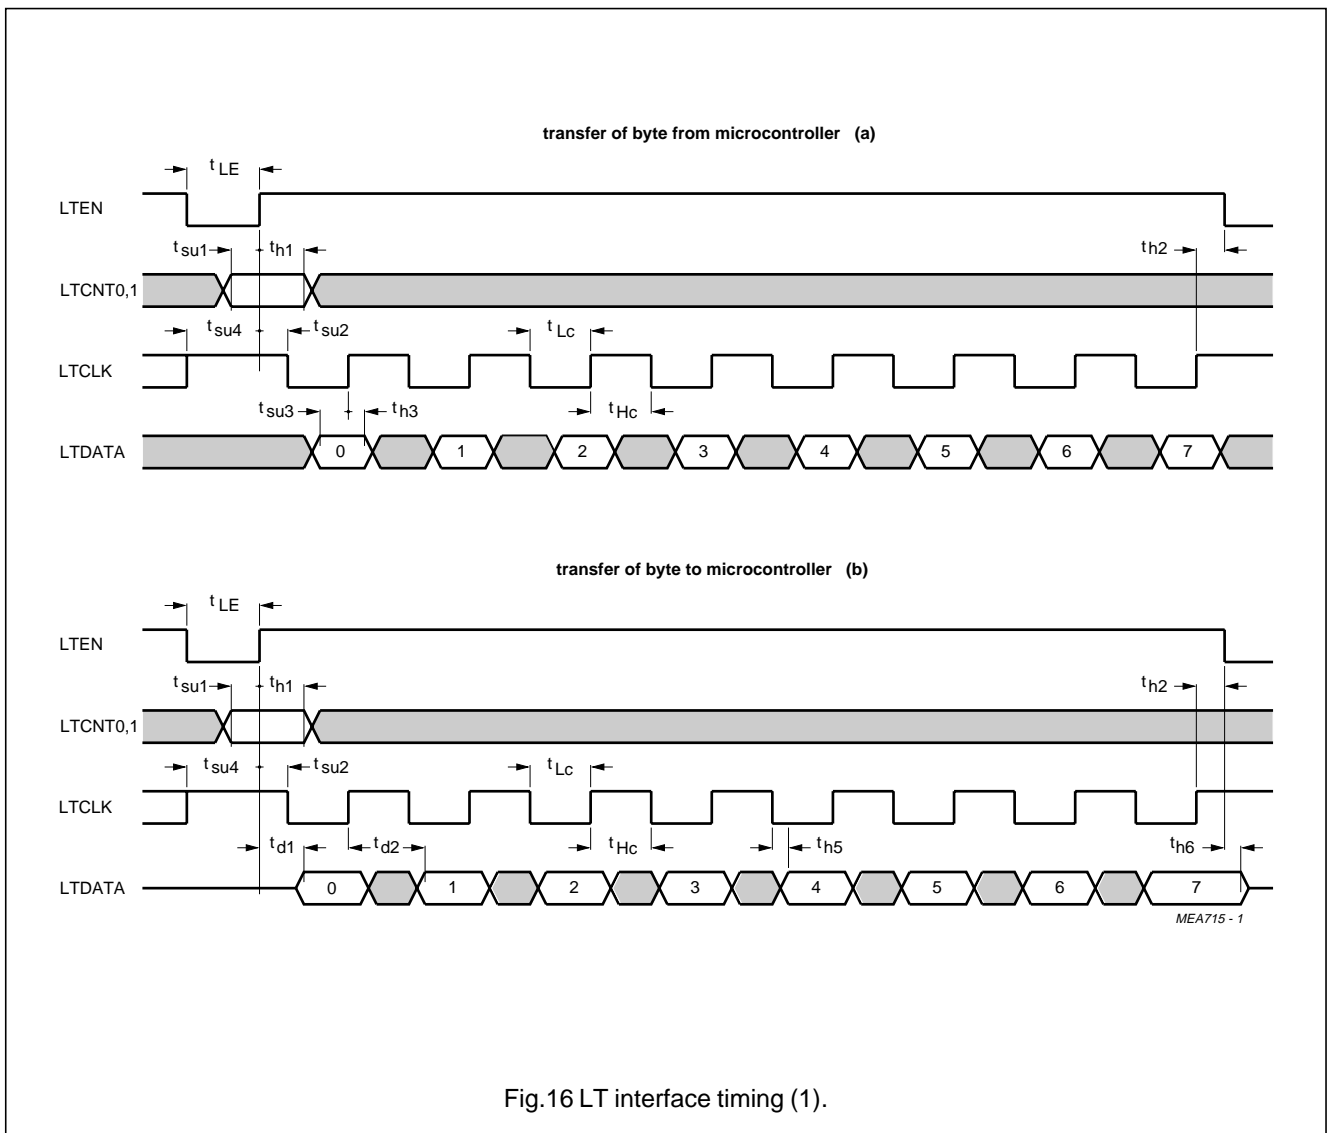 transfer of byte from microcontroller (a)
t LE
LTEN
t su1 t h1 t h2
LTCNT0,1
t su4 t su2 t Lc
LTCLK
t su3 t h3 t Hc
LTDATA 0 1 2 3 4 5 6 7
transfer of byte to microcontroller (b)
t LE
LTEN
t su1 t h1 t h2
LTCNT0,1
t su4 t su2 t Lc
LTCLK
t d1 t d2 t Hc t h5 t h6
LTDATA 0 1 2 3 4 5 6 7
MEA715 - 1
Fig.16 LT interface timing (1).